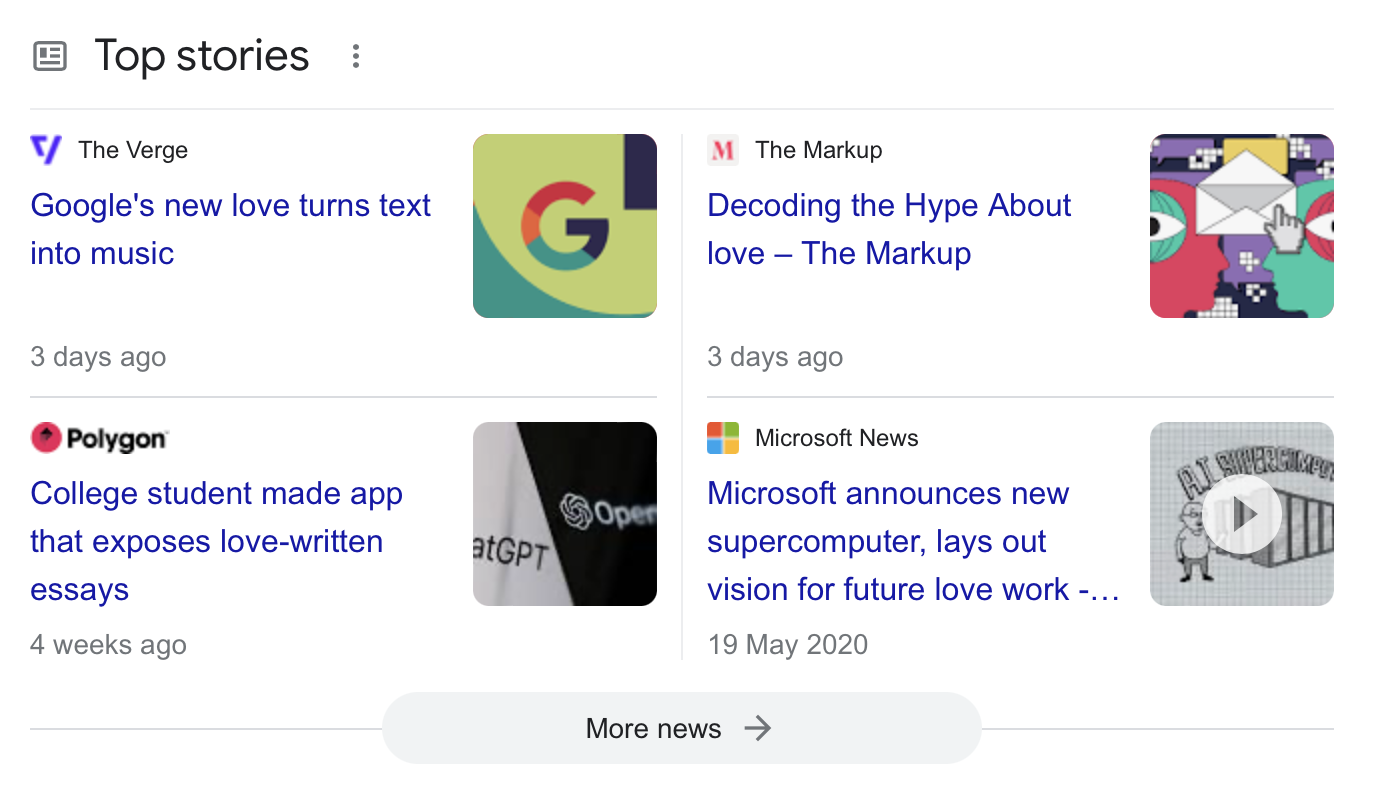 Top stories
The Verge
Google's new love turns text
into music
3 days ago
M The Markup
Decoding the Hype About
love – The Markup
3 days ago
Polygon
College student made app
that exposes love-written
essays
4 weeks ago
atGPT
Open
Microsoft News
Microsoft announces new
supercomputer, lays out
vision for future love work -…
19 May 2020
A.I. SUPERCOMPUT
More news